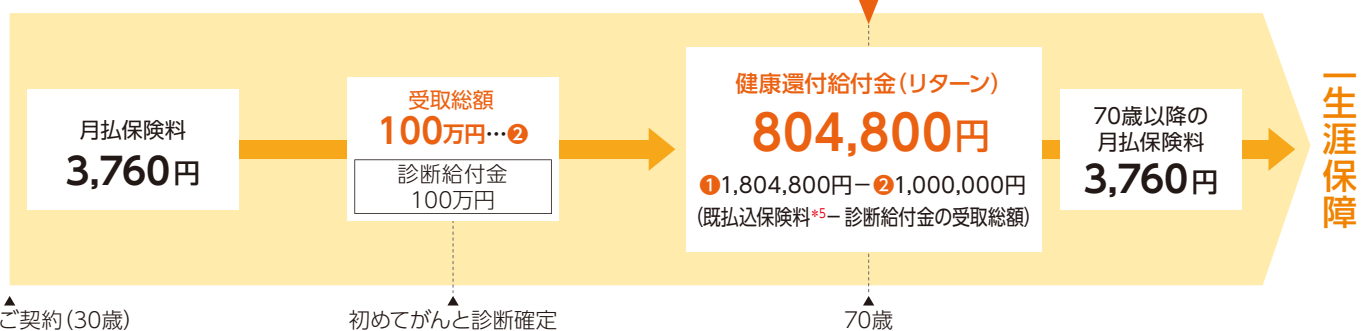 月払保険料
3,760円
受取総額
100万円…❷
診断給付金
100万円
健康還付給付金(リターン)
804,800円
❶1,804,800円−❷1,000,000円
(既払込保険料*5−診断給付金の受取総額)
70歳以降の
月払保険料
3,760円
一生涯保障
▲
ご契約(30歳)
▲
初めてがんと診断確定
▲
70歳